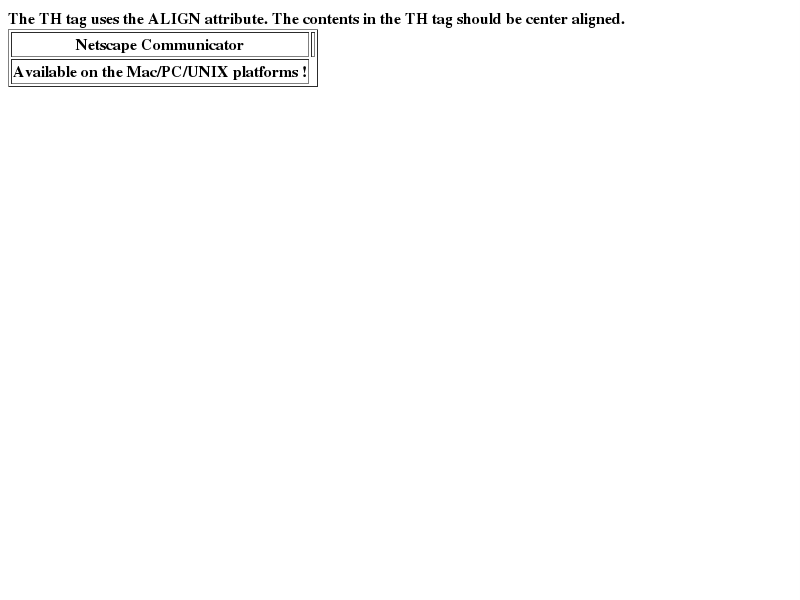 The TH tag uses the ALIGN attribute. The contents in the TH tag should be center aligned.
Netscape Communicator
Available on the Mac/PC/UNIX platforms !